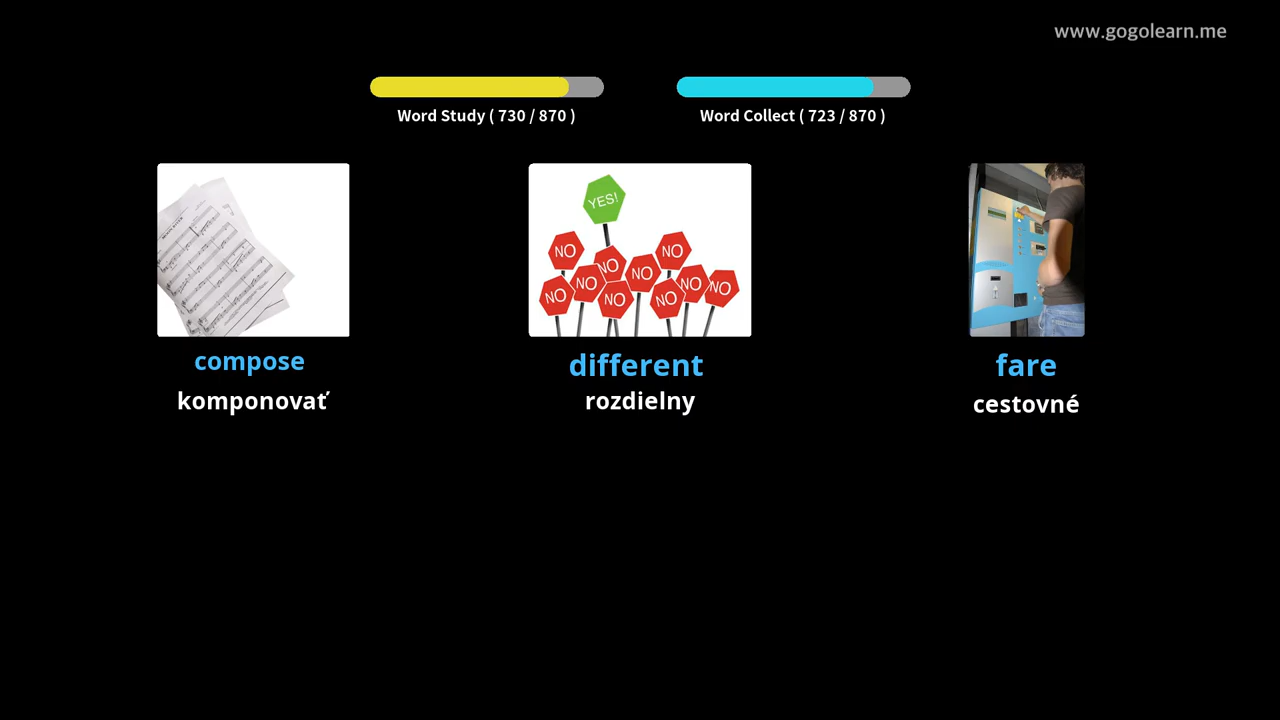 www.gogolearn.me
Word Study ( 730 / 870 )
Word Collect ( 723 / 870 )
YES!
NO
NO
NO
NO
NO
NO
NO
NO
NO
NO
compose
different
fare
komponovať
rozdielny
cestovné